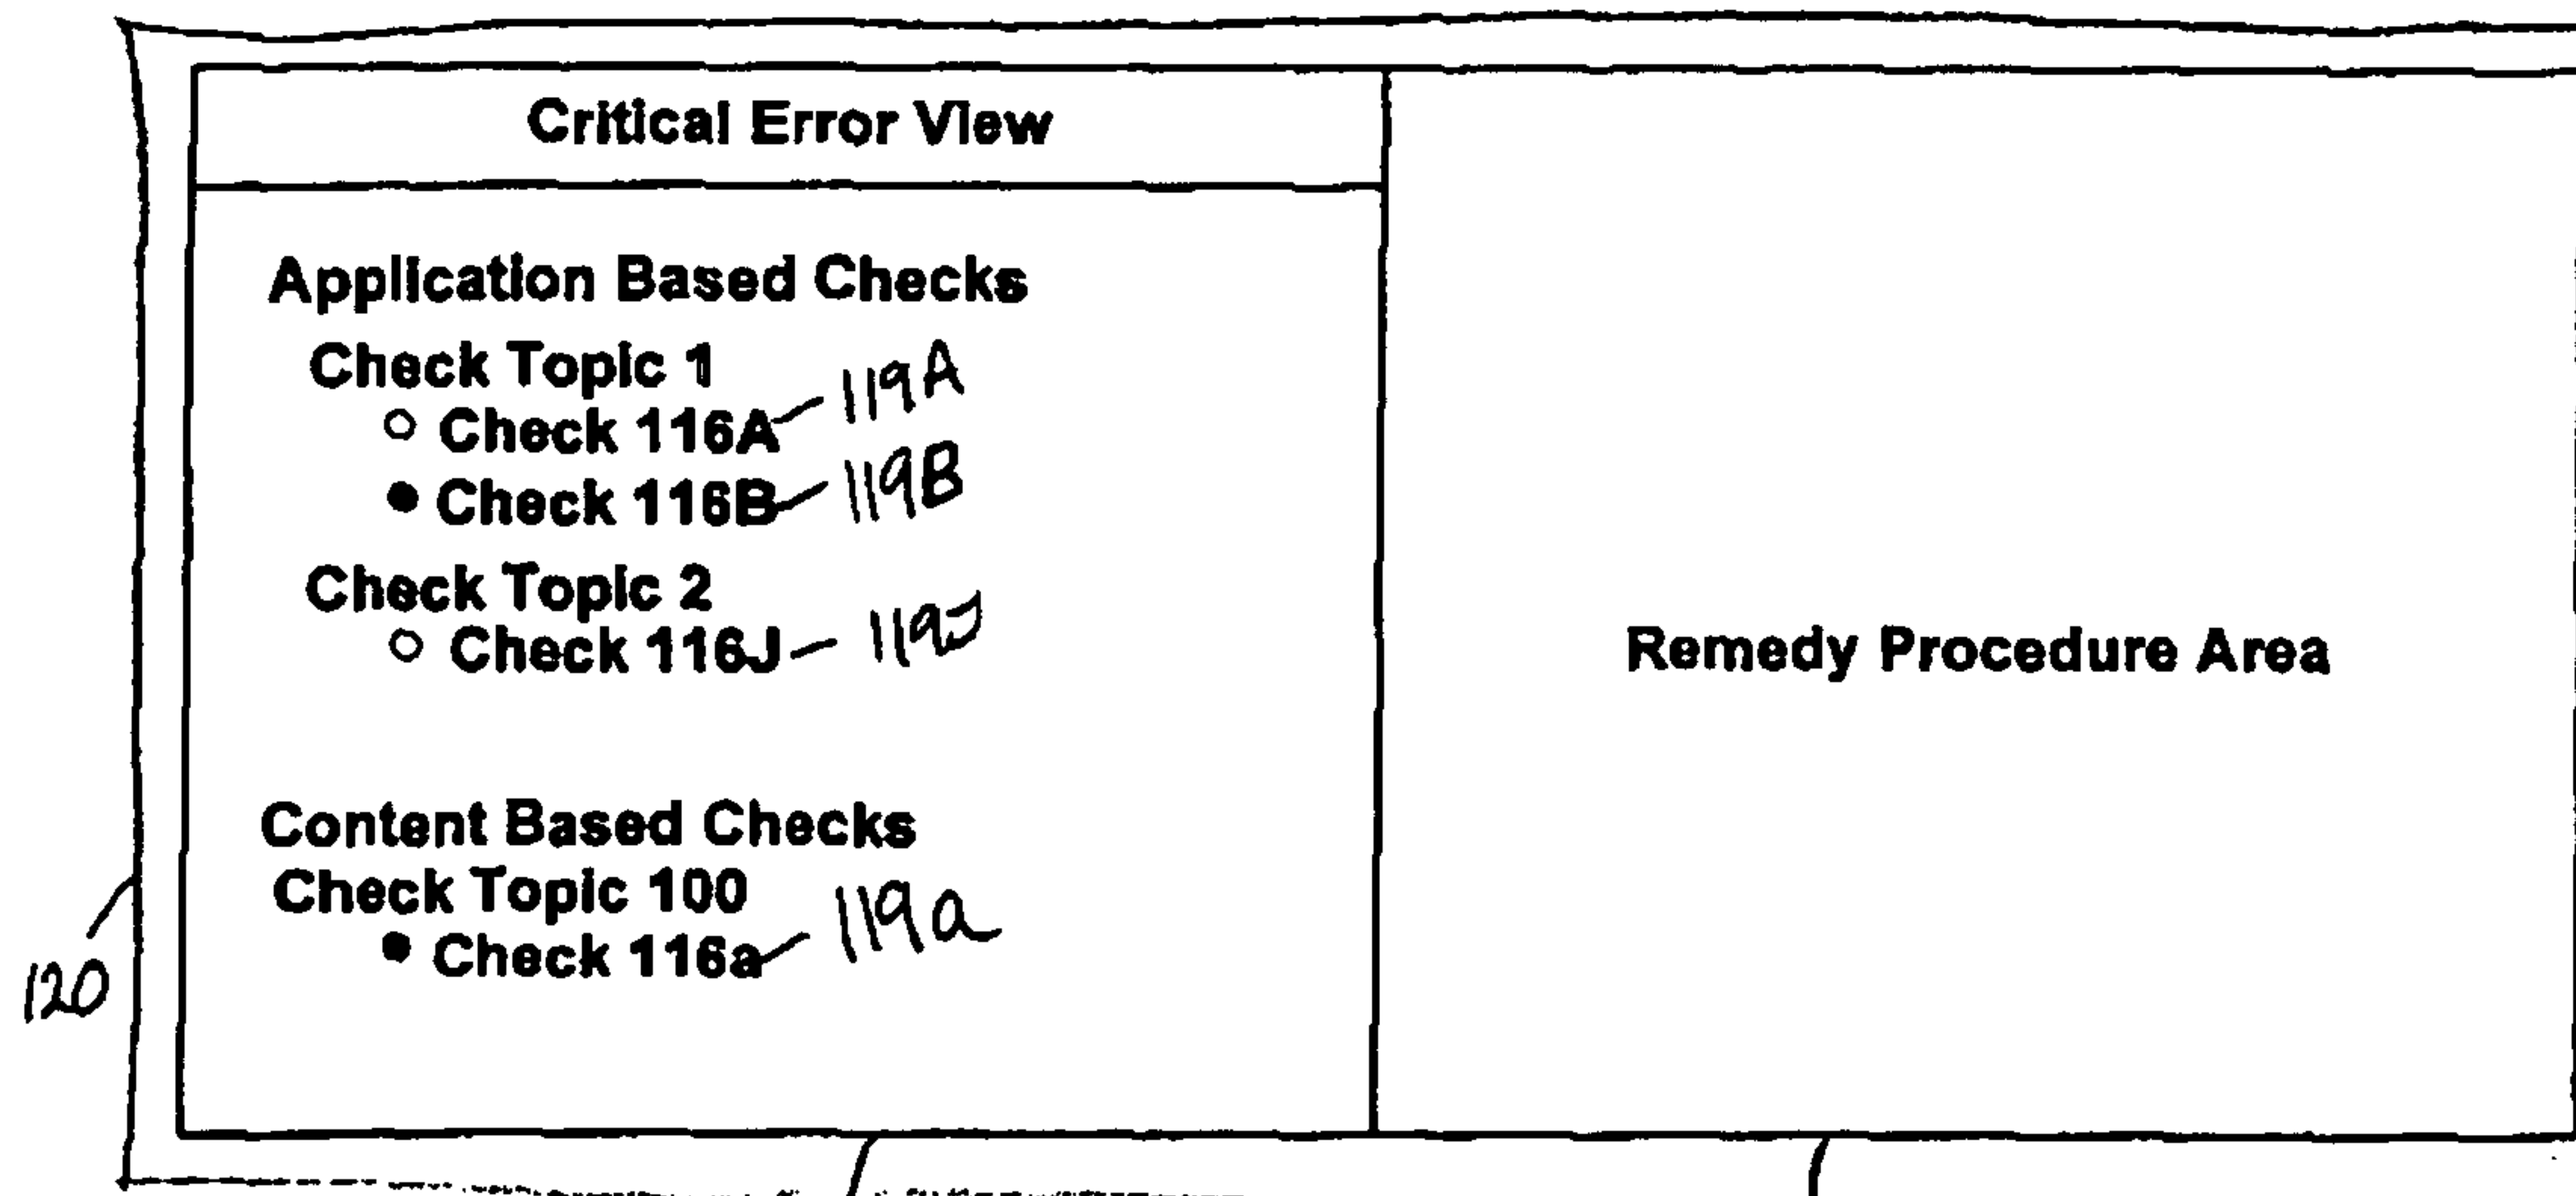 Critical Error View
Application Based Checks
Check Topic 1
○ Check 116A 119A
● Check 116B 119B
Check Topic 2
○ Check 116J 119J
Content Based Checks
Check Topic 100
● Check 116a 119a
120
Remedy Procedure Area